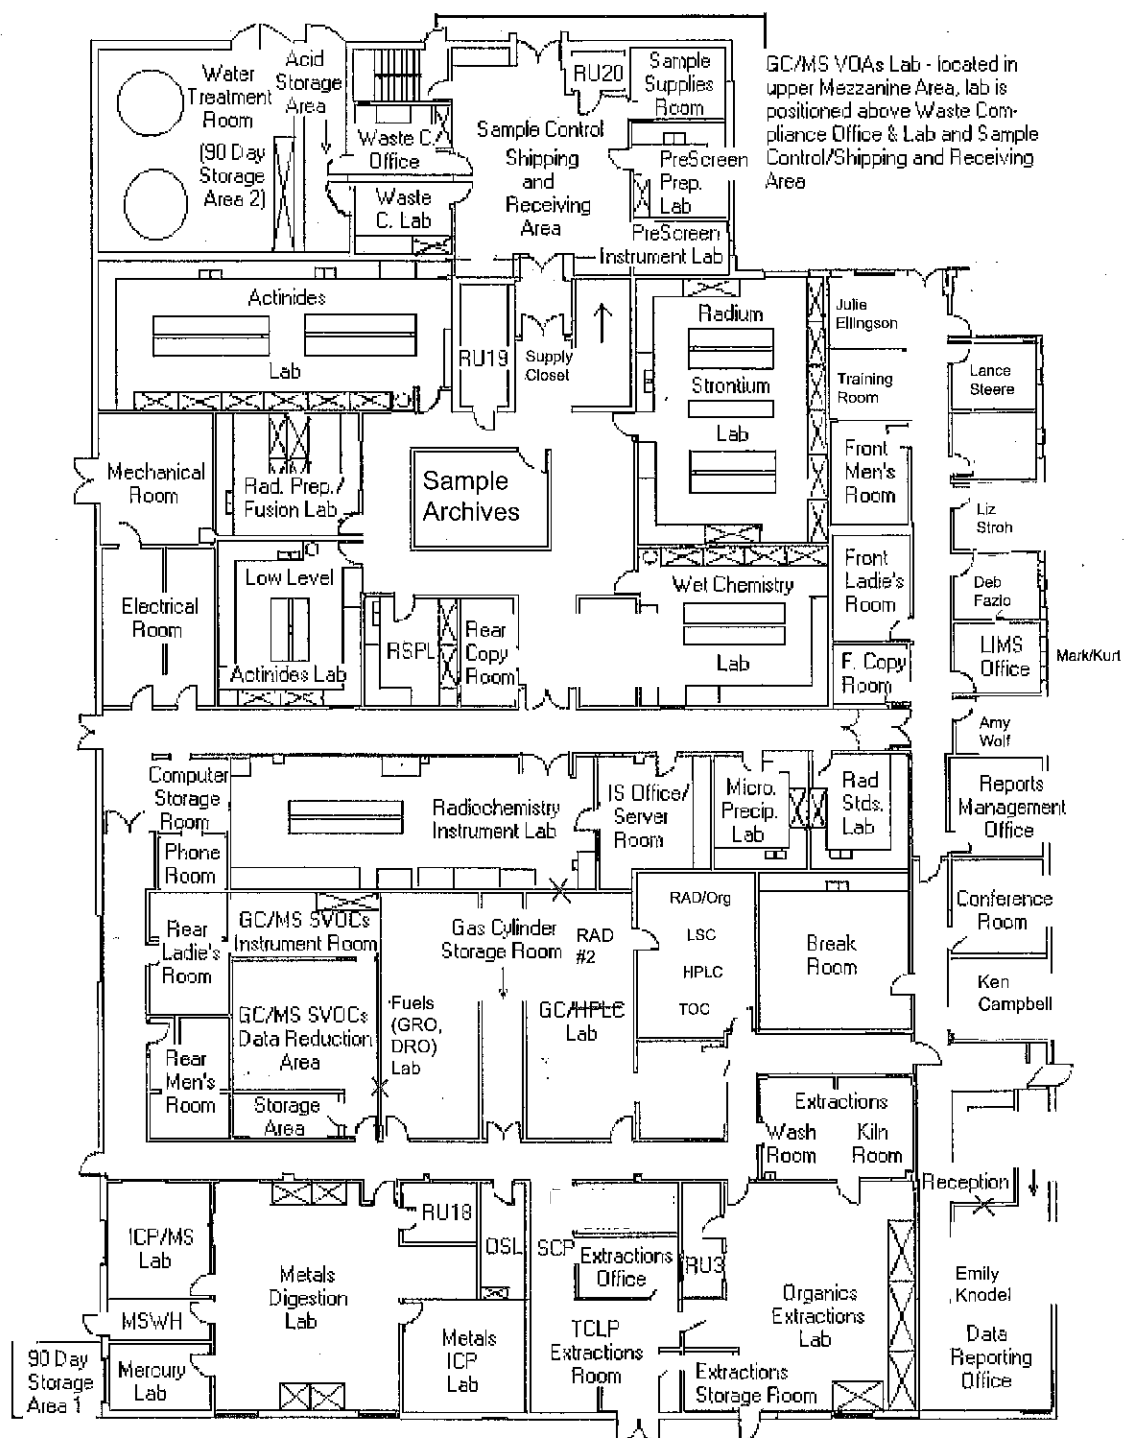 GC/MS VOAs Lab - located in
upper Mezzanine Area, lab is
positioned above Waste Com-
pliance Office & Lab and Sample
Control/Shipping and Receiving
Area
Water
Treatment
Room
(90 Day
Storage
Area 2)
Acid
Storage
Area
Waste C.
Office
Waste
C. Lab
RU20
Sample
Supplies
Room
Sample Control
Shipping
and
Receiving
Area
PreScreen
Prep.
Lab
PreScreen
Instrument Lab
Actinides
Lab
RU19
Supply
Closet
Radium
Strontium
Lab
Julie
Ellingson
Training
Room
Lance
Steere
Mechanical
Room
Rad. Prep./
Fusion Lab
Sample
Archives
Front
Men's
Room
Liz
Stroh
Electrical
Room
Low Level
Actinides Lab
RSPL
Rear
Copy
Room
Wet Chemistry
Lab
Front
Ladie's
Room
Deb
Fazio
F. Copy
Room
LIMS
Office
Mark/Kurt
Amy
Wolf
Computer
Storage
Room
Phone
Room
Radiochemistry
Instrument Lab
IS Office/
Server
Room
Micro.
Precip.
Lab
Rad
Stds.
Lab
Reports
Management
Office
Rear
Ladie's
Room
GC/MS SVOCs
Instrument Room
Gas Cylinder
Storage Room
RAD
#2
RAD/Org
LSC
HPLC
TOC
Break
Room
Conference
Room
Ken
Campbell
GC/MS SVOCs
Data Reduction
Area
Fuels
(GRO,
DRO)
Lab
GC/HPLC
Lab
Rear
Men's
Room
Storage
Area
Extractions
Wash
Room
Kiln
Room
Reception
ICP/MS
Lab
Metals
Digestion
Lab
RU18
OSL
SCP
Extractions
Office
RU3
Organics
Extractions
Lab
Emily
Knodel
MSWH
Mercury
Lab
90 Day
Storage
Area 1
Metals
ICP
Lab
TCLP
Extractions
Room
Extractions
Storage Room
Data
Reporting
Office